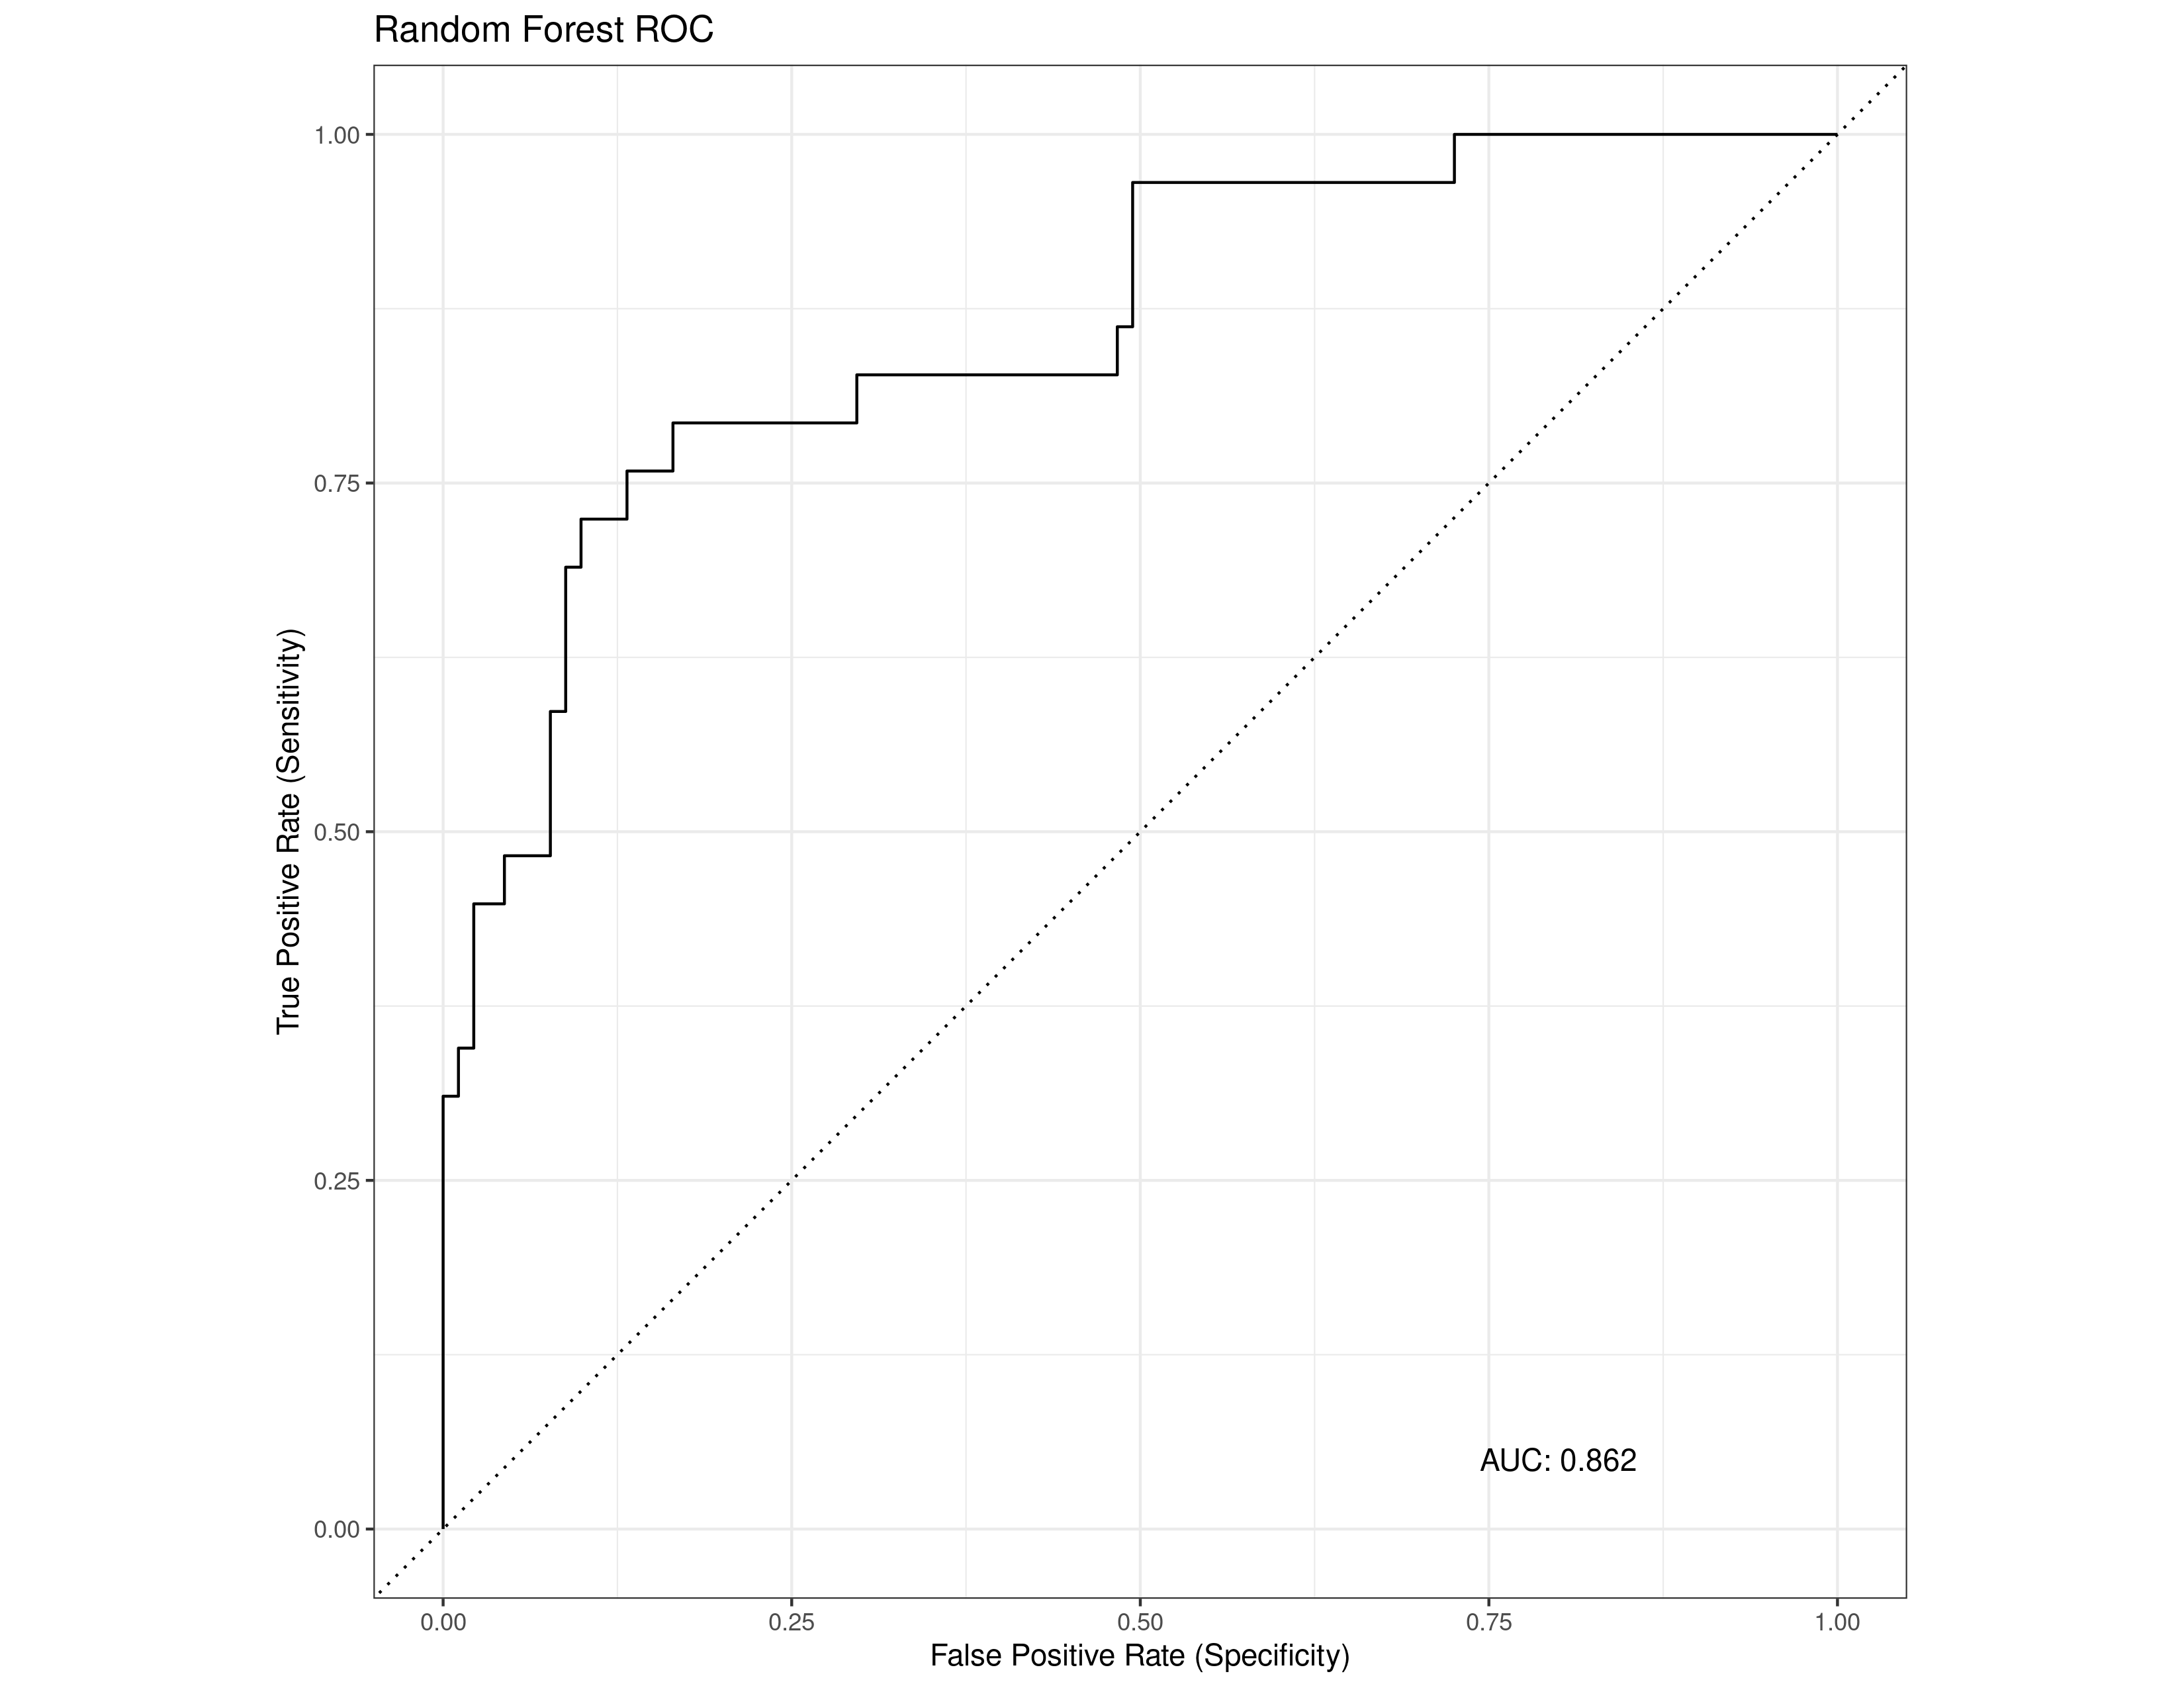 Random Forest ROC
1.00
0.75
0.50
0.25
0.00
True Positive Rate (Sensitivity)
AUC: 0.862
0.00 0.25 0.50 0.75 1.00
False Positive Rate (Specificity)